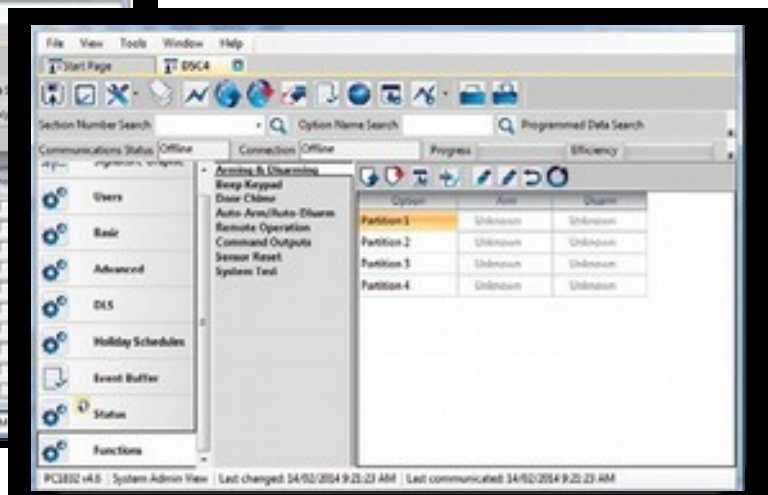 File View Tools Window Help
Start Page DSC4
Section Number Search Option Name Search Programmed Data Search
Communications Status Offline Connection Offline Progress Efficiency
Arming & Disarming
Beep Keypad
Door Chime
Auto Arm/Auto-Disarm
Remote Operation
Command Outputs
Sensor Reset
System Test
Users
Basic
Advanced
DLS
Holiday Schedules
Event Buffer
Status
Functions
Option Arm Disarm
Partition 1 Unknown Unknown
Partition 2 Unknown Unknown
Partition 3 Unknown Unknown
Partition 4 Unknown Unknown
PC1832 v4.6 System Admin View Last changed: 14/02/2014 9:21:23 AM Last communicated: 14/02/2014 9:21:23 AM